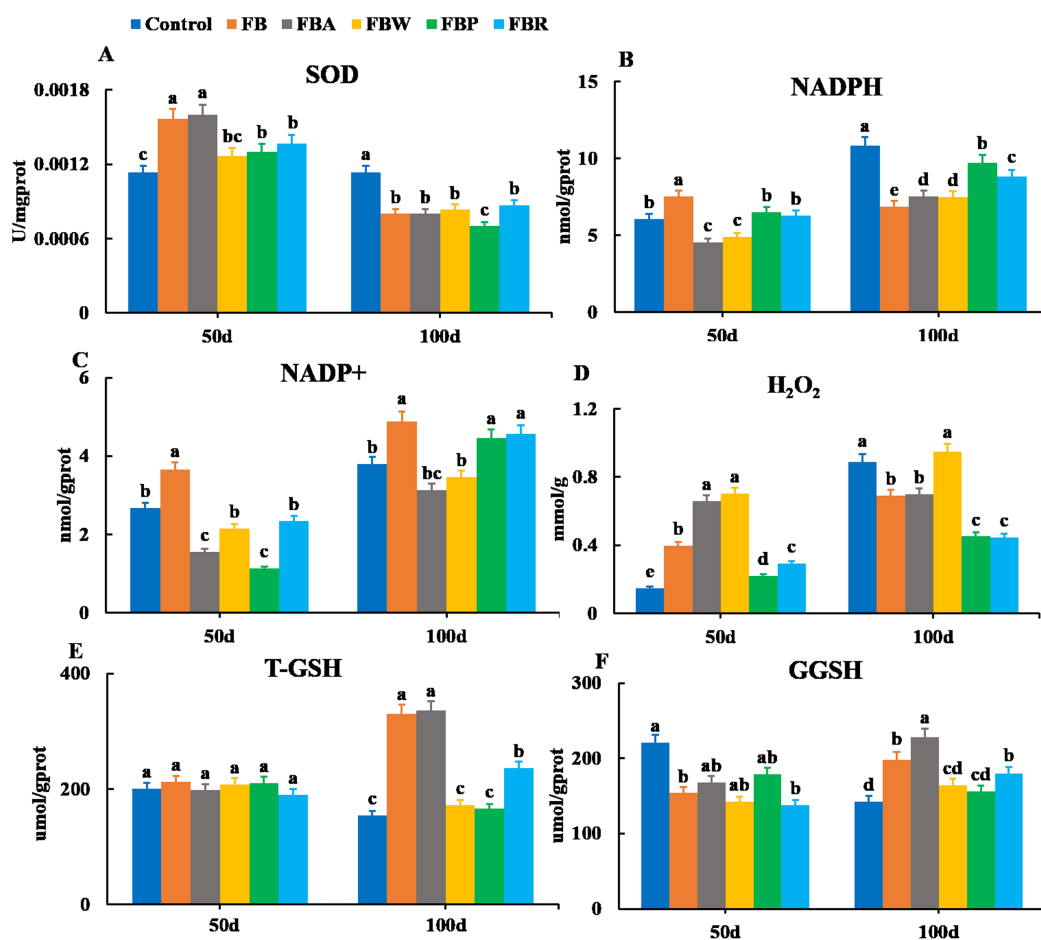 Control FB FBA FBW FBP FBR
A
SOD
U/mgprot
0.0018
0.0012
0.0006
0
c a a bc b b
a b b b c b
50d 100d
B
NADPH
nmol/gprot
15
10
5
0
b a c c b b
a e d d b c
50d 100d
C
NADP+
nmol/gprot
6
4
2
0
b a c b c b
b a bc b a a
50d 100d
D
H₂O₂
mmol/g
1.2
0.8
0.4
0
e b a a d c
a b b a c c
50d 100d
E
T-GSH
umol/gprot
400
200
0
a a a a a a
c a a c c b
50d 100d
F
GGSH
umol/gprot
300
200
100
0
a b ab ab ab b
d b a cd cd b
50d 100d